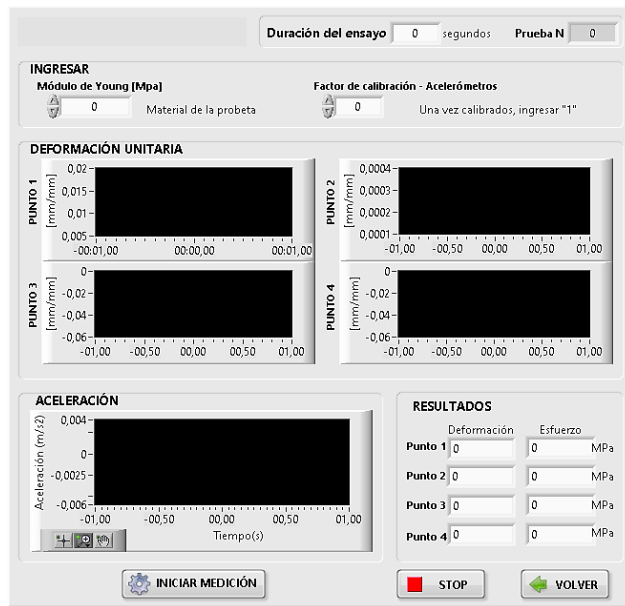 Duración del ensayo 0 segundos Prueba N 0
INGRESAR
Módulo de Young [Mpa] Factor de calibración - Acelerómetros
0 Material de la probeta 0 Una vez calibrados, ingresar "1"
DEFORMACIÓN UNITARIA
PUNTO 1
[mm/mm]
0,02
0,015
0,01
0,005
-00:01,00 00:00,00 00:01,00
PUNTO 2
[mm/mm]
0,0004
0,0003
0,0002
0,0001
-01,00 -00,50 00,00 00,50 01,00
PUNTO 3
[mm/mm]
0
-0,02
-0,04
-0,06
-01,00 -00,50 00,00 00,50 01,00
PUNTO 4
[mm/mm]
0
-0,02
-0,04
-0,06
-01,00 -00,50 00,00 00,50 01,00
ACELERACIÓN
Aceleración (m/s2)
0,004
0
-0,0025
-0,006
-01,00 -00,50 00,00 00,50 01,00
Tiempo(s)
RESULTADOS
Deformación Esfuerzo
Punto 1 0 0 MPa
Punto 2 0 0 MPa
Punto 3 0 0 MPa
Punto 4 0 0 MPa
INICIAR MEDICIÓN STOP VOLVER